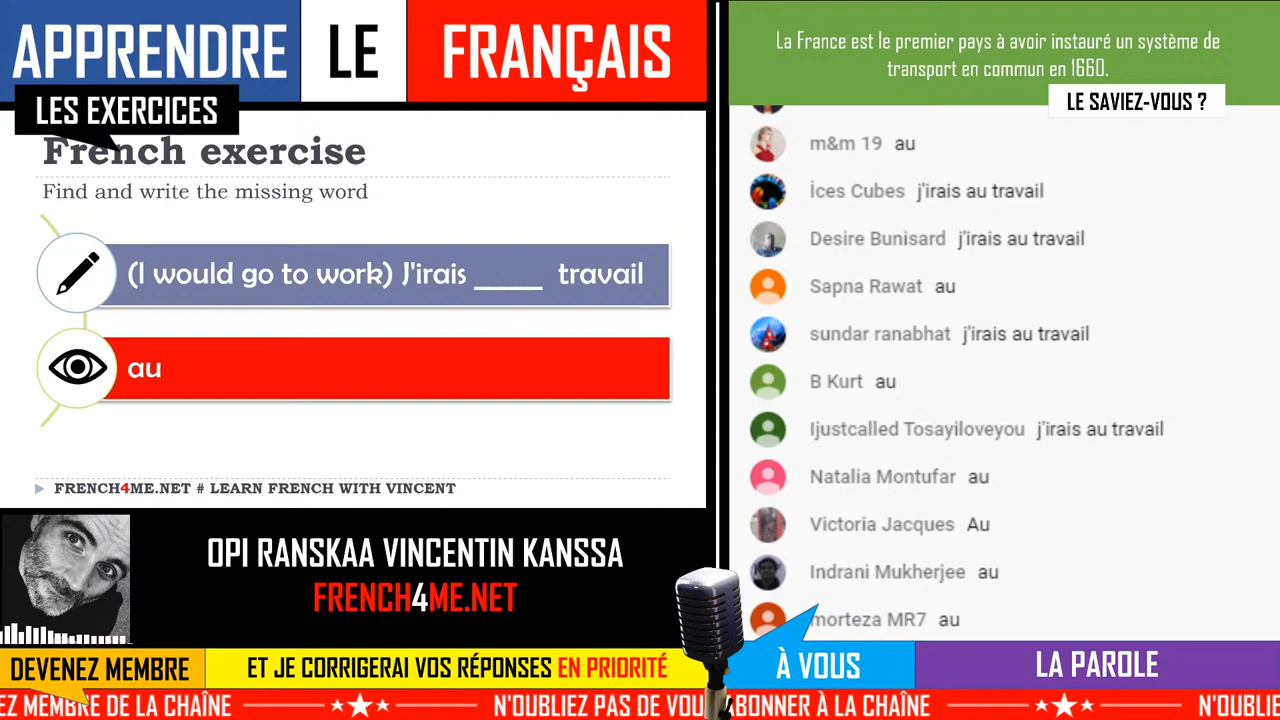 APPRENDRE LE FRANÇAIS
LES EXERCICES
French exercise
Find and write the missing word
(I would go to work) J'irais _____ travail
au
FRENCH4ME.NET # LEARN FRENCH WITH VINCENT
OPI RANSKAA VINCENTIN KANSSA
FRENCH4ME.NET
DEVENEZ MEMBRE
ET JE CORRIGERAI VOS RÉPONSES EN PRIORITÉ
La France est le premier pays à avoir instauré un système de
transport en commun en 1660.
LE SAVIEZ-VOUS ?
m&m 19 au
İces Cubes j'irais au travail
Desire Bunisard j'irais au travail
Sapna Rawat au
sundar ranabhat j'irais au travail
B Kurt au
Ijustcalled Tosayiloveyou j'irais au travail
Natalia Montufar au
Victoria Jacques Au
Indrani Mukherjee au
morteza MR7 au
À VOUS
LA PAROLE
EZ MEMBRE DE LA CHAÎNE N'OUBLIEZ PAS DE VOU ABONNER À LA CHAÎNE N'OUBLIE